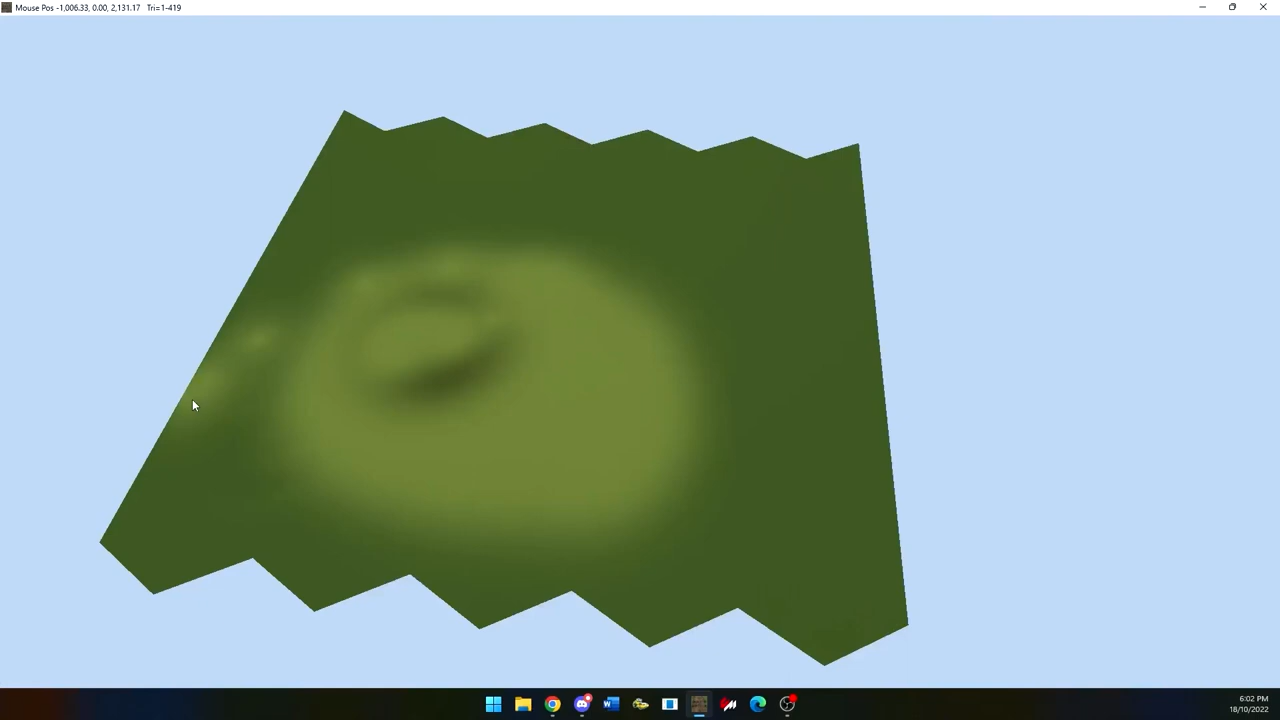 Mouse Pos -1,006.33, 0.00, 2,131.17 Tri=1-419
6:02 PM
18/10/2022